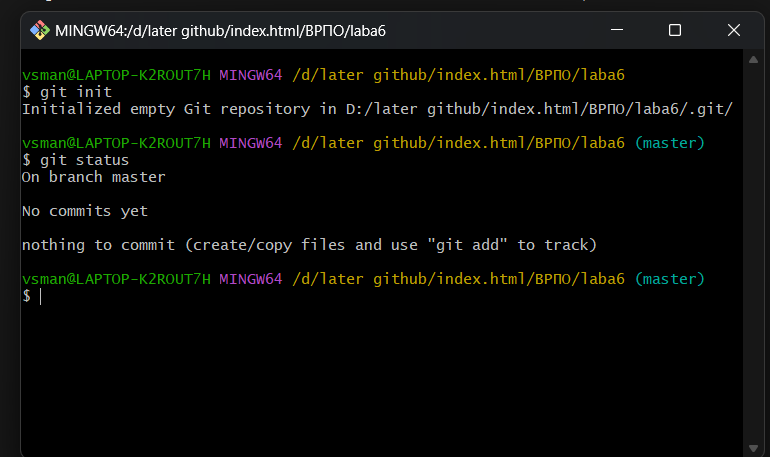 MINGW64:/d/later github/index.html/ВРПО/laba6
vsman@LAPTOP-K2ROUT7H MINGW64 /d/later github/index.html/ВРПО/laba6
$ git init
Initialized empty Git repository in D:/later github/index.html/ВРПО/laba6/.git/
vsman@LAPTOP-K2ROUT7H MINGW64 /d/later github/index.html/ВРПО/laba6 (master)
$ git status
On branch master
No commits yet
nothing to commit (create/copy files and use "git add" to track)
vsman@LAPTOP-K2ROUT7H MINGW64 /d/later github/index.html/ВРПО/laba6 (master)
$